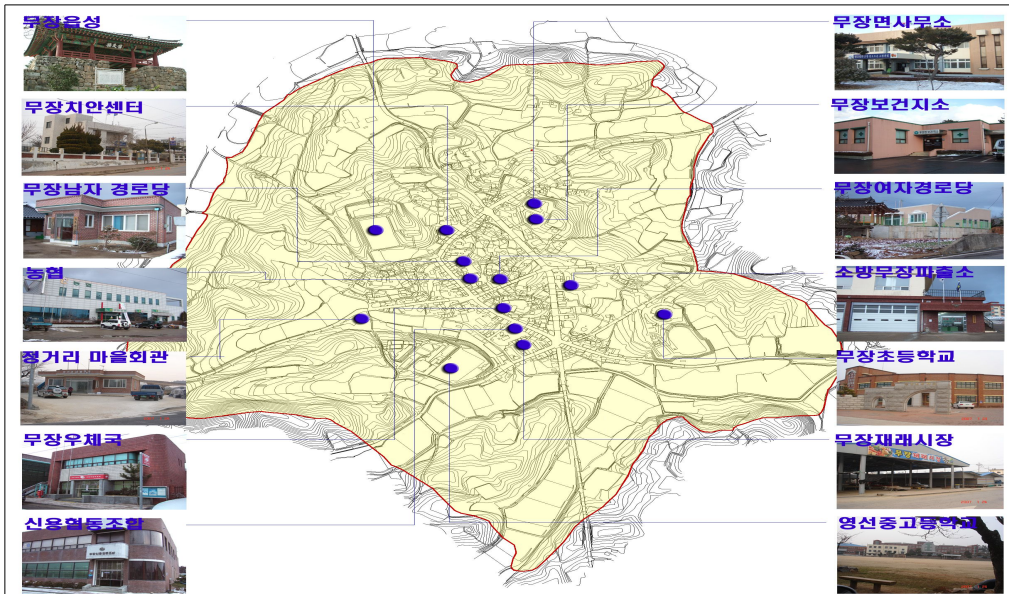 무장읍성
무장치안센터
무장남자 경로당
농협
정거리 마을회관
무장우체국
신용협동조합
무장면사무소
무장보건지소
무장여자경로당
소방무장파출소
무장초등학교
무장재래시장
영선중고등학교